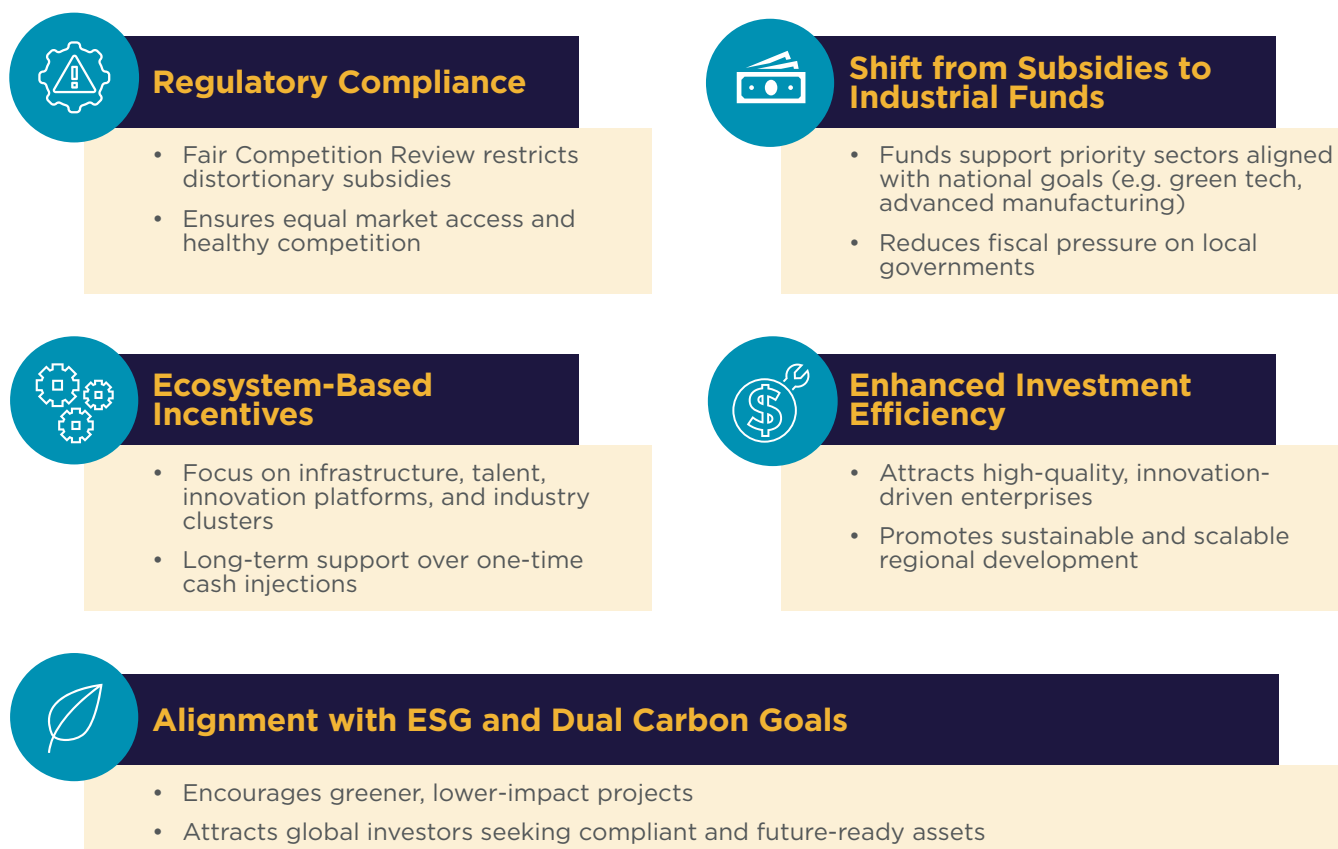 Regulatory Compliance
• Fair Competition Review restricts
distortionary subsidies
• Ensures equal market access and
healthy competition
Shift from Subsidies to
Industrial Funds
• Funds support priority sectors aligned
with national goals (e.g. green tech,
advanced manufacturing)
• Reduces fiscal pressure on local
governments
Ecosystem-Based
Incentives
• Focus on infrastructure, talent,
innovation platforms, and industry
clusters
• Long-term support over one-time
cash injections
Enhanced Investment
Efficiency
• Attracts high-quality, innovation-
driven enterprises
• Promotes sustainable and scalable
regional development
Alignment with ESG and Dual Carbon Goals
• Encourages greener, lower-impact projects
• Attracts global investors seeking compliant and future-ready assets